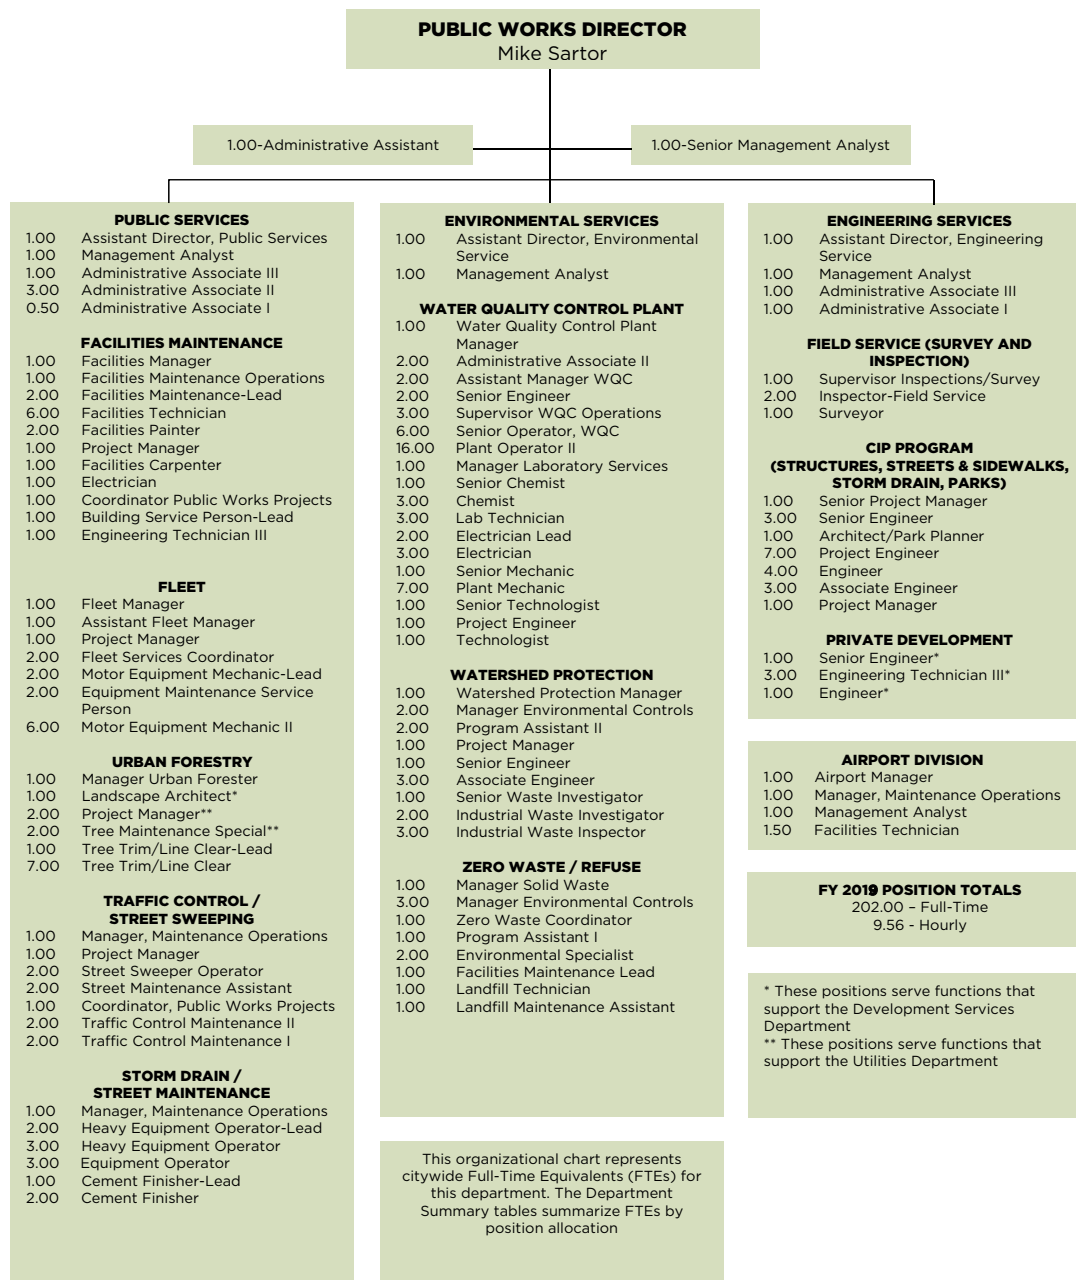 PUBLIC WORKS DIRECTOR
Mike Sartor
1.00-Administrative Assistant
1.00-Senior Management Analyst
PUBLIC SERVICES
1.00 Assistant Director, Public Services
1.00 Management Analyst
1.00 Administrative Associate III
3.00 Administrative Associate II
0.50 Administrative Associate I
FACILITIES MAINTENANCE
1.00 Facilities Manager
1.00 Facilities Maintenance Operations
2.00 Facilities Maintenance-Lead
6.00 Facilities Technician
2.00 Facilities Painter
1.00 Project Manager
1.00 Facilities Carpenter
1.00 Electrician
1.00 Coordinator Public Works Projects
1.00 Building Service Person-Lead
1.00 Engineering Technician III
FLEET
1.00 Fleet Manager
1.00 Assistant Fleet Manager
1.00 Project Manager
2.00 Fleet Services Coordinator
2.00 Motor Equipment Mechanic-Lead
2.00 Equipment Maintenance Service
Person
6.00 Motor Equipment Mechanic II
URBAN FORESTRY
1.00 Manager Urban Forester
1.00 Landscape Architect*
2.00 Project Manager**
2.00 Tree Maintenance Special**
1.00 Tree Trim/Line Clear-Lead
7.00 Tree Trim/Line Clear
TRAFFIC CONTROL /
STREET SWEEPING
1.00 Manager, Maintenance Operations
1.00 Project Manager
2.00 Street Sweeper Operator
2.00 Street Maintenance Assistant
1.00 Coordinator, Public Works Projects
2.00 Traffic Control Maintenance II
2.00 Traffic Control Maintenance I
STORM DRAIN /
STREET MAINTENANCE
1.00 Manager, Maintenance Operations
2.00 Heavy Equipment Operator-Lead
3.00 Heavy Equipment Operator
3.00 Equipment Operator
1.00 Cement Finisher-Lead
2.00 Cement Finisher
ENVIRONMENTAL SERVICES
1.00 Assistant Director, Environmental
Service
1.00 Management Analyst
WATER QUALITY CONTROL PLANT
1.00 Water Quality Control Plant
Manager
2.00 Administrative Associate II
2.00 Assistant Manager WQC
2.00 Senior Engineer
3.00 Supervisor WQC Operations
6.00 Senior Operator, WQC
16.00 Plant Operator II
1.00 Manager Laboratory Services
1.00 Senior Chemist
3.00 Chemist
3.00 Lab Technician
2.00 Electrician Lead
3.00 Electrician
1.00 Senior Mechanic
7.00 Plant Mechanic
1.00 Senior Technologist
1.00 Project Engineer
1.00 Technologist
WATERSHED PROTECTION
1.00 Watershed Protection Manager
2.00 Manager Environmental Controls
2.00 Program Assistant II
1.00 Project Manager
1.00 Senior Engineer
3.00 Associate Engineer
1.00 Senior Waste Investigator
2.00 Industrial Waste Investigator
3.00 Industrial Waste Inspector
ZERO WASTE / REFUSE
1.00 Manager Solid Waste
3.00 Manager Environmental Controls
1.00 Zero Waste Coordinator
1.00 Program Assistant I
2.00 Environmental Specialist
1.00 Facilities Maintenance Lead
1.00 Landfill Technician
1.00 Landfill Maintenance Assistant
This organizational chart represents
citywide Full-Time Equivalents (FTEs) for
this department. The Department
Summary tables summarize FTEs by
position allocation
ENGINEERING SERVICES
1.00 Assistant Director, Engineering
Service
1.00 Management Analyst
1.00 Administrative Associate III
1.00 Administrative Associate I
FIELD SERVICE (SURVEY AND
INSPECTION)
1.00 Supervisor Inspections/Survey
2.00 Inspector-Field Service
1.00 Surveyor
CIP PROGRAM
(STRUCTURES, STREETS & SIDEWALKS,
STORM DRAIN, PARKS)
1.00 Senior Project Manager
3.00 Senior Engineer
1.00 Architect/Park Planner
7.00 Project Engineer
4.00 Engineer
3.00 Associate Engineer
1.00 Project Manager
PRIVATE DEVELOPMENT
1.00 Senior Engineer*
3.00 Engineering Technician III*
1.00 Engineer*
AIRPORT DIVISION
1.00 Airport Manager
1.00 Manager, Maintenance Operations
1.00 Management Analyst
1.50 Facilities Technician
FY 2019 POSITION TOTALS
202.00 – Full-Time
9.56 - Hourly
* These positions serve functions that
support the Development Services
Department
** These positions serve functions that
support the Utilities Department